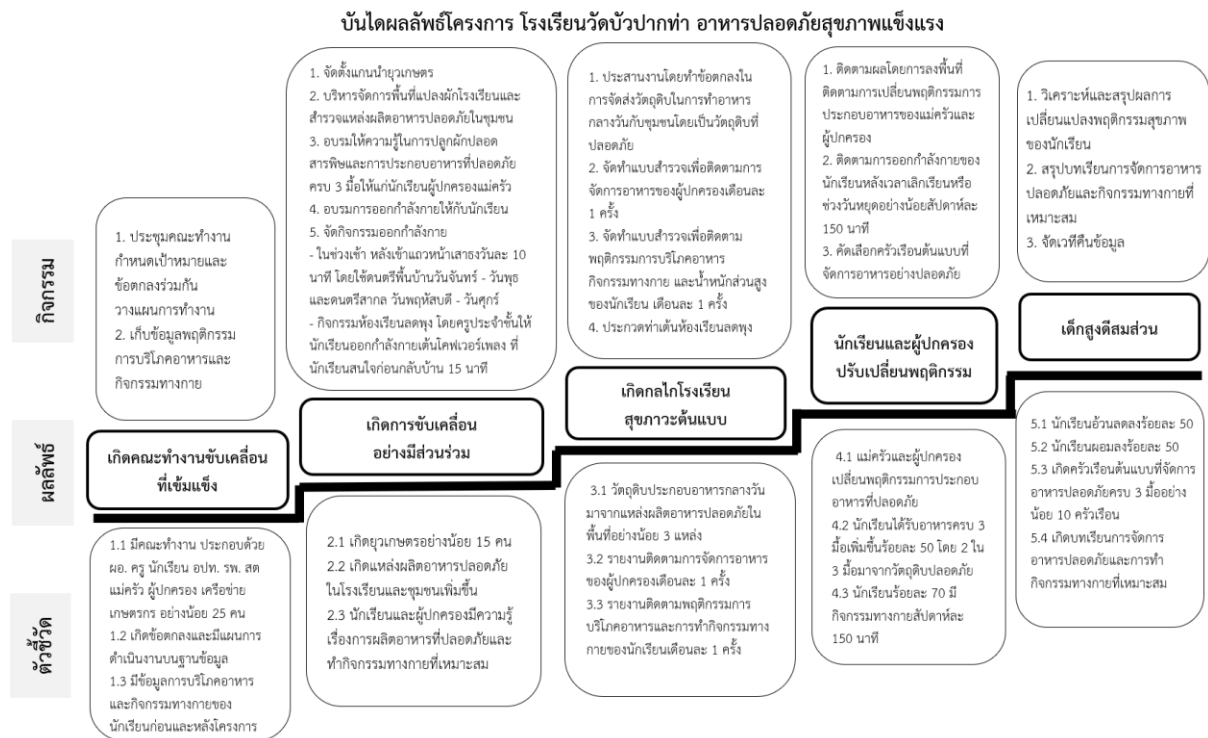 บันไดผลลัพธ์โครงการ โรงเรียนวัดบัวปากท่า อาหารปลอดภัยสุขภาพแข็งแรง
กิจกรรม
1. ประชุมคณะทำงาน
กำหนดเป้าหมายและ
ข้อตกลงร่วมกัน
วางแผนการทำงาน
2. เก็บข้อมูลพฤติกรรม
การบริโภคอาหารและ
กิจกรรมทางกาย
1. จัดตั้งแกนนำยุวเกษตร
2. บริหารจัดการพื้นที่แปลงผักโรงเรียนและ
สำรวจแหล่งผลิตอาหารปลอดภัยในชุมชน
3. อบรมให้ความรู้ในการปลูกผักปลอด
สารพิษและการประกอบอาหารที่ปลอดภัย
ครบ 3 มื้อให้แก่นักเรียนผู้ปกครองแม่ครัว
4. อบรมการออกกำลังกายให้กับนักเรียน
5. จัดกิจกรรมออกกำลังกาย
- ในช่วงเช้า หลังเข้าแถวหน้าเสาธงวันละ 10
นาที โดยใช้ดนตรีพื้นบ้านวันจันทร์ - วันพุธ
และดนตรีสากล วันพฤหัสบดี - วันศุกร์
- กิจกรรมห้องเรียนลดพุง โดยครูประจำชั้นให้
นักเรียนออกกำลังกายเต้นโคฟเวอร์เพลง ที่
นักเรียนสนใจก่อนกลับบ้าน 15 นาที
1. ประสานงานโดยทำข้อตกลงใน
การจัดส่งวัตถุดิบในการทำอาหาร
กลางวันกับชุมชนโดยเป็นวัตถุดิบที่
ปลอดภัย
2. จัดทำแบบสำรวจเพื่อติดตามการ
จัดการอาหารของผู้ปกครองเดือนละ
1 ครั้ง
3. จัดทำแบบสำรวจเพื่อติดตาม
พฤติกรรมการบริโภคอาหาร
กิจกรรมทางกาย และน้ำหนักส่วนสูง
ของนักเรียน เดือนละ 1 ครั้ง
4. ประกวดท่าเต้นห้องเรียนลดพุง
1. ติดตามผลโดยการลงพื้นที่
ติดตามการเปลี่ยนพฤติกรรมการ
ประกอบอาหารของแม่ครัวและ
ผู้ปกครอง
2. ติดตามการออกกำลังกายของ
นักเรียนหลังเวลาเลิกเรียนหรือ
ช่วงวันหยุดอย่างน้อยสัปดาห์ละ
150 นาที
3. คัดเลือกครัวเรือนต้นแบบที่
จัดการอาหารอย่างปลอดภัย
1. วิเคราะห์และสรุปผลการ
เปลี่ยนแปลงพฤติกรรมสุขภาพ
ของนักเรียน
2. สรุปบทเรียนการจัดการอาหาร
ปลอดภัยและกิจกรรมทางกายที่
เหมาะสม
3. จัดเวทีคืนข้อมูล
ผลลัพธ์
เกิดคณะทำงานขับเคลื่อน
ที่เข้มแข็ง
เกิดการขับเคลื่อน
อย่างมีส่วนร่วม
เกิดกลไกโรงเรียน
สุขภาวะต้นแบบ
นักเรียนและผู้ปกครอง
ปรับเปลี่ยนพฤติกรรม
เด็กสูงดีสมส่วน
ตัวชี้วัด
1.1 มีคณะทำงาน ประกอบด้วย
ผอ. ครู นักเรียน อปท. รพ. สต
แม่ครัว ผู้ปกครอง เครือข่าย
เกษตรกร อย่างน้อย 25 คน
1.2 เกิดข้อตกลงและมีแผนการ
ดำเนินงานบนฐานข้อมูล
1.3 มีข้อมูลการบริโภคอาหาร
และกิจกรรมทางกายของ
นักเรียนก่อนและหลังโครงการ
2.1 เกิดยุวเกษตรอย่างน้อย 15 คน
2.2 เกิดแหล่งผลิตอาหารปลอดภัย
ในโรงเรียนและชุมชนเพิ่มขึ้น
2.3 นักเรียนและผู้ปกครองมีความรู้
เรื่องการผลิตอาหารที่ปลอดภัยและ
ทำกิจกรรมทางกายที่เหมาะสม
3.1 วัตถุดิบประกอบอาหารกลางวัน
มาจากแหล่งผลิตอาหารปลอดภัยใน
พื้นที่อย่างน้อย 3 แหล่ง
3.2 รายงานติดตามการจัดการอาหาร
ของผู้ปกครองเดือนละ 1 ครั้ง
3.3 รายงานติดตามพฤติกรรมการ
บริโภคอาหารและการทำกิจกรรมทาง
กายของนักเรียนเดือนละ 1 ครั้ง
4.1 แม่ครัวและผู้ปกครอง
เปลี่ยนพฤติกรรมการประกอบ
อาหารที่ปลอดภัย
4.2 นักเรียนได้รับอาหารครบ 3
มื้อเพิ่มขึ้นร้อยละ 50 โดย 2 ใน
3 มื้อมาจากวัตถุดิบปลอดภัย
4.3 นักเรียนร้อยละ 70 มี
กิจกรรมทางกายสัปดาห์ละ
150 นาที
5.1 นักเรียนอ้วนลดลงร้อยละ 50
5.2 นักเรียนผอมลงร้อยละ 50
5.3 เกิดครัวเรือนต้นแบบที่จัดการ
อาหารปลอดภัยครบ 3 มื้ออย่าง
น้อย 10 ครัวเรือน
5.4 เกิดบทเรียนการจัดการ
อาหารปลอดภัยและการทำ
กิจกรรมทางกายที่เหมาะสม